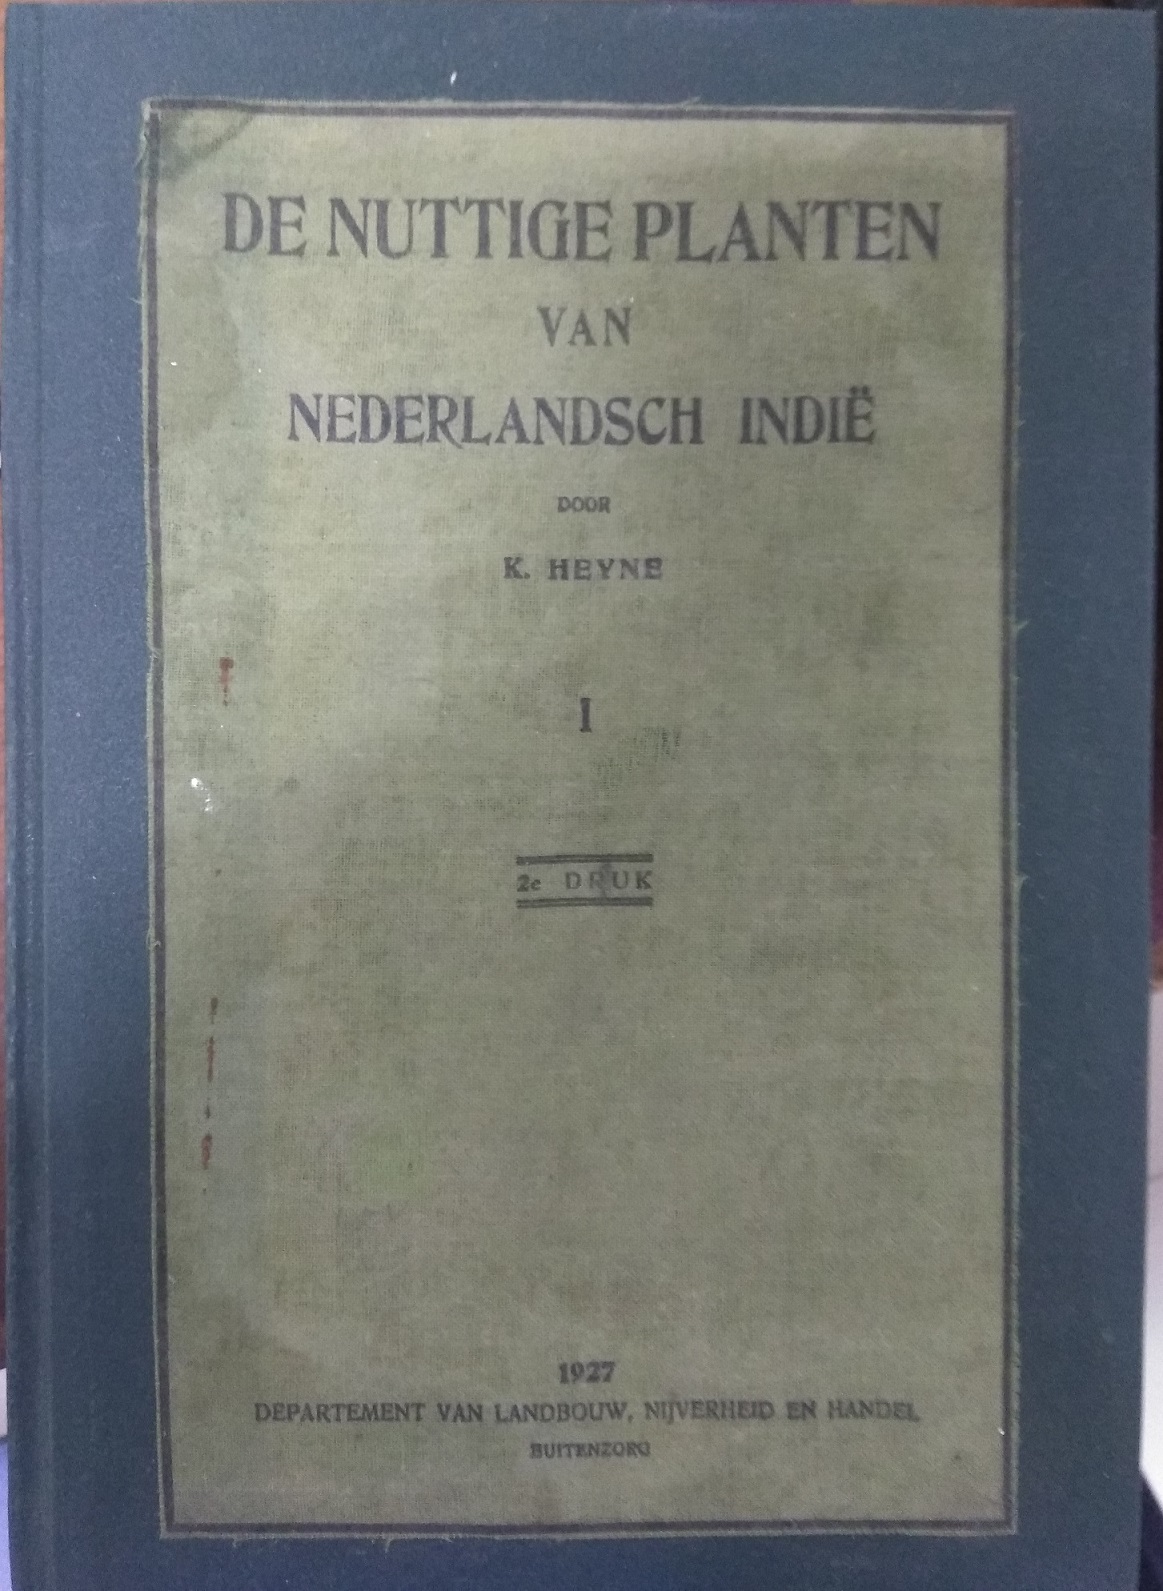 DE NUTTIGE PLANTEN
VAN
NEDERLANDSCH INDIË
DOOR
K. HEYNE
I
2e DRUK
1927
DEPARTEMENT VAN LANDBOUW, NIJVERHEID EN HANDEL
BUITENZORG